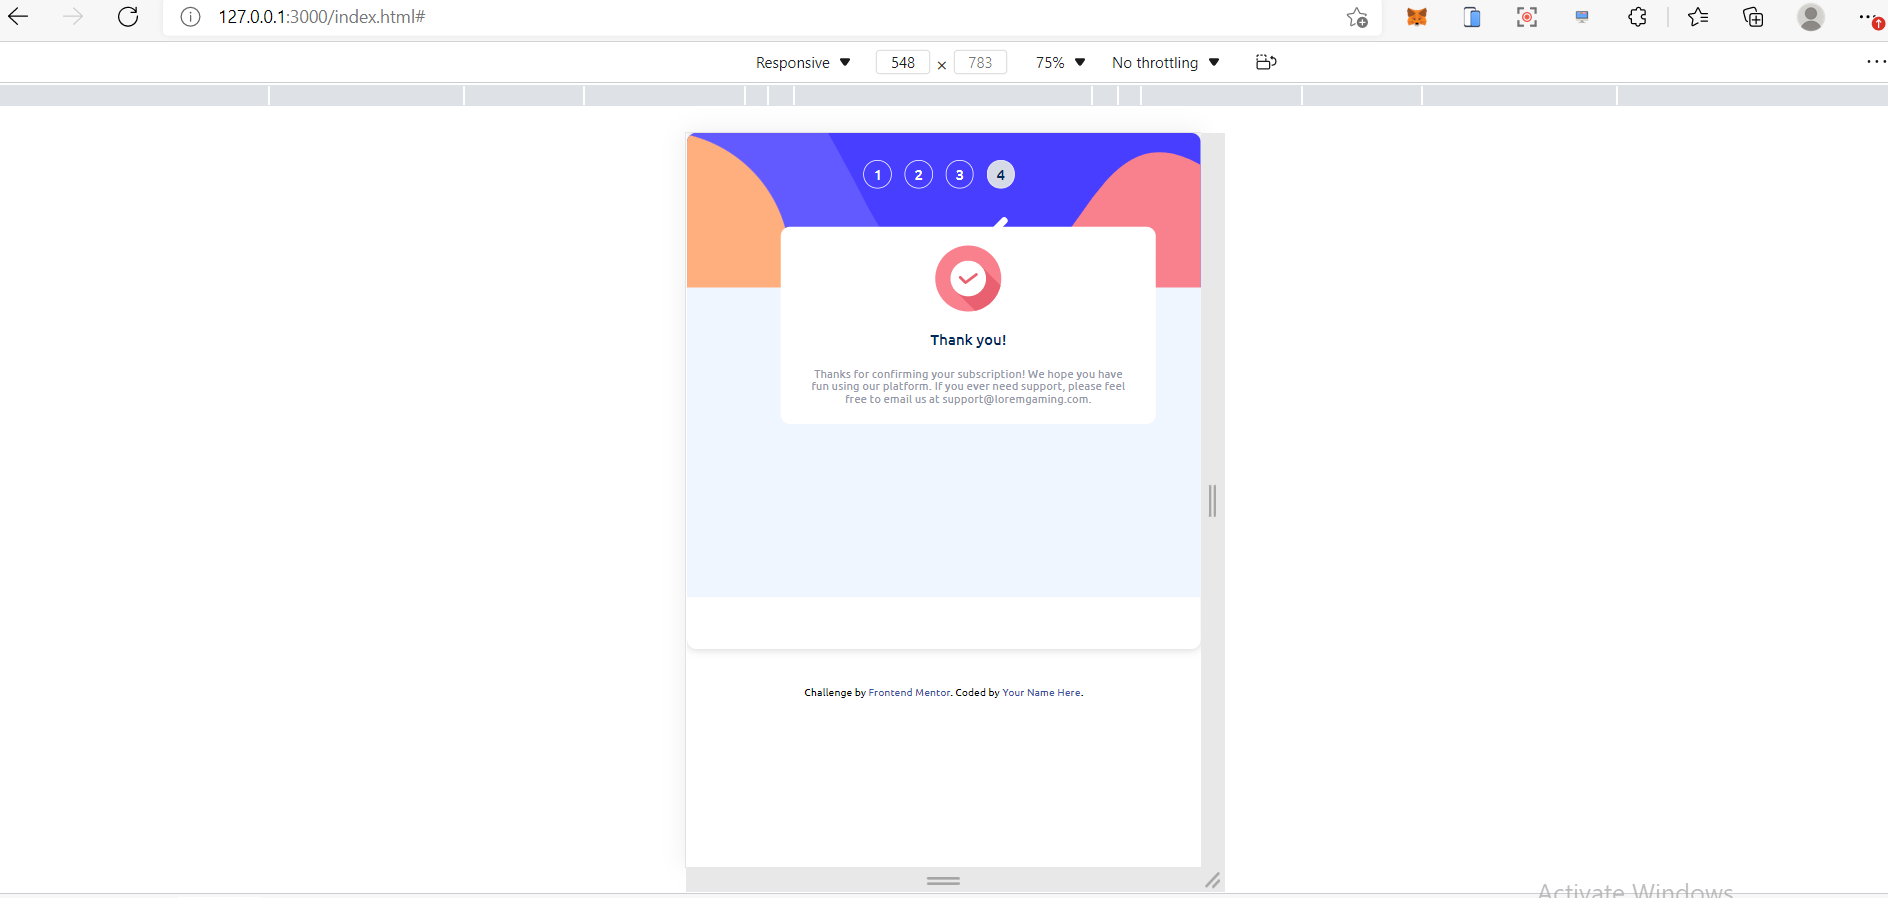 127.0.0.1:3000/index.html#
Responsive 548 × 783 75% No throttling
1 2 3 4
Thank you!
Thanks for confirming your subscription! We hope you have
fun using our platform. If you ever need support, please feel
free to email us at support@loremgaming.com.
Challenge by Frontend Mentor. Coded by Your Name Here.
Activate Windows